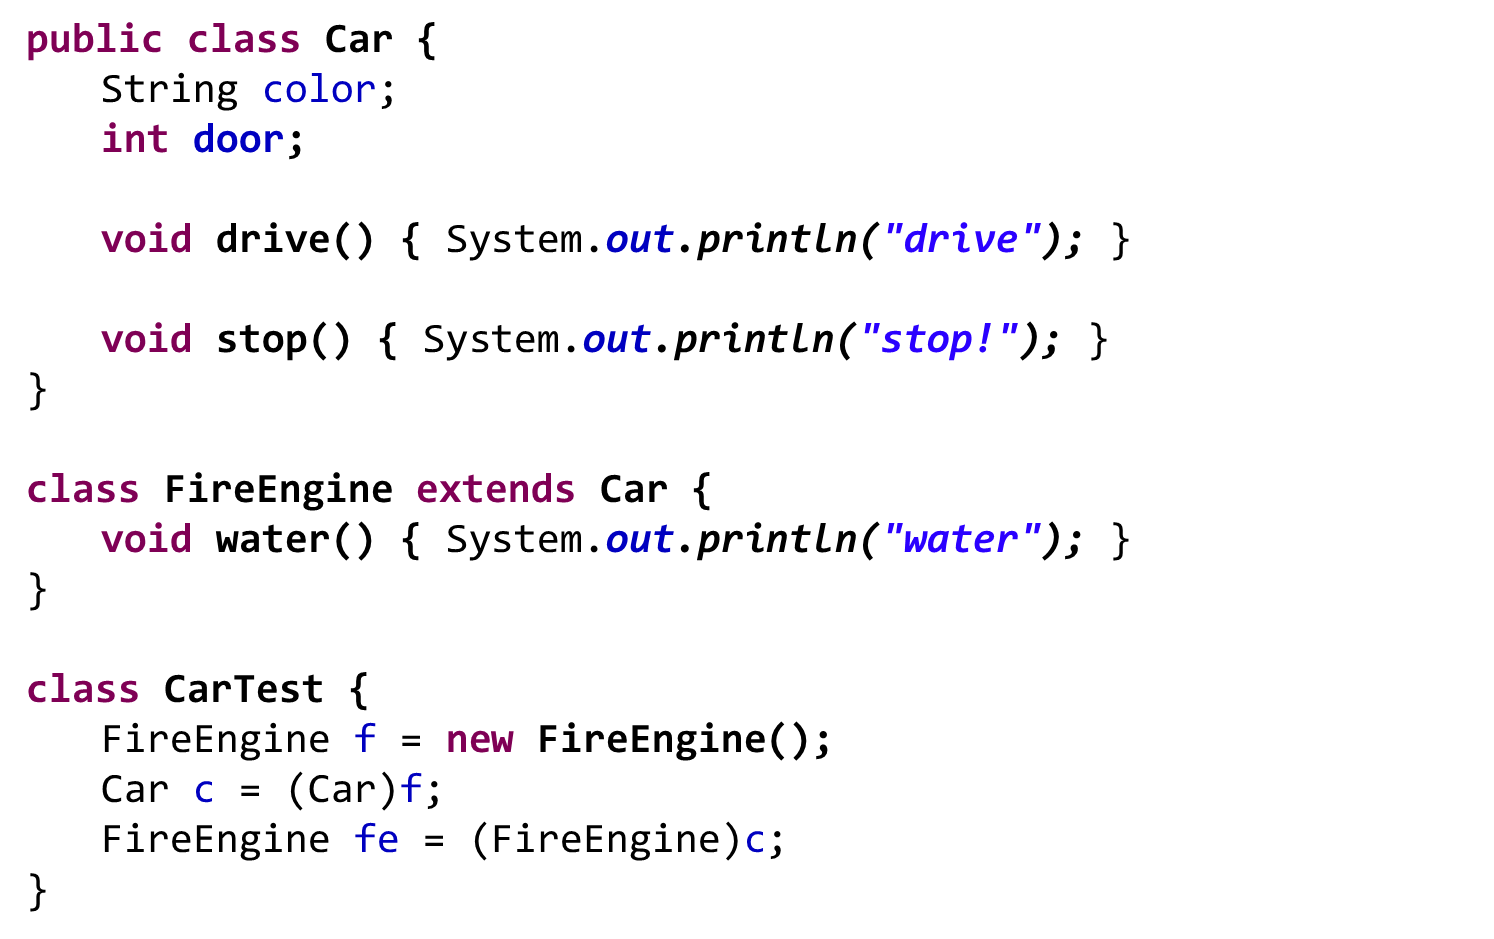 public class Car {
String color;
int door;
void drive() { System.out.println("drive"); }
void stop() { System.out.println("stop!"); }
}
class FireEngine extends Car {
void water() { System.out.println("water"); }
}
class CarTest {
FireEngine f = new FireEngine();
Car c = (Car)f;
FireEngine fe = (FireEngine)c;
}